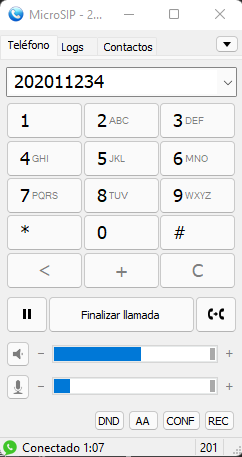 MicroSIP - 2...
Teléfono Logs Contactos
202011234
1 2 ABC 3 DEF
4 GHI 5 JKL 6 MNO
7 PQRS 8 TUV 9 WXYZ
* 0 #
< + C
Finalizar llamada
- +
- +
DND AA CONF REC
Conectado 1:07 201